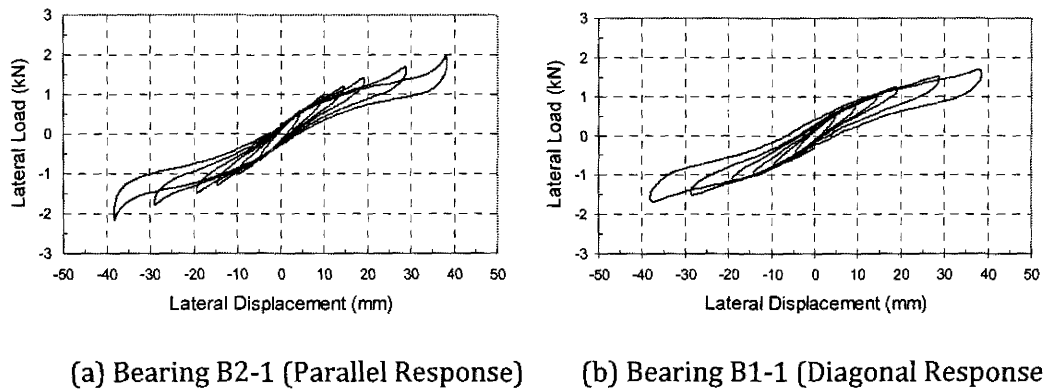 3
2
1
0
-1
-2
-3
Lateral Load (kN)
-50 -40 -30 -20 -10 0 10 20 30 40 50
Lateral Displacement (mm)
(a) Bearing B2-1 (Parallel Response)
3
2
1
0
-1
-2
-3
Lateral Load (kN)
-50 -40 -30 -20 -10 0 10 20 30 40 50
Lateral Displacement (mm)
(b) Bearing B1-1 (Diagonal Response